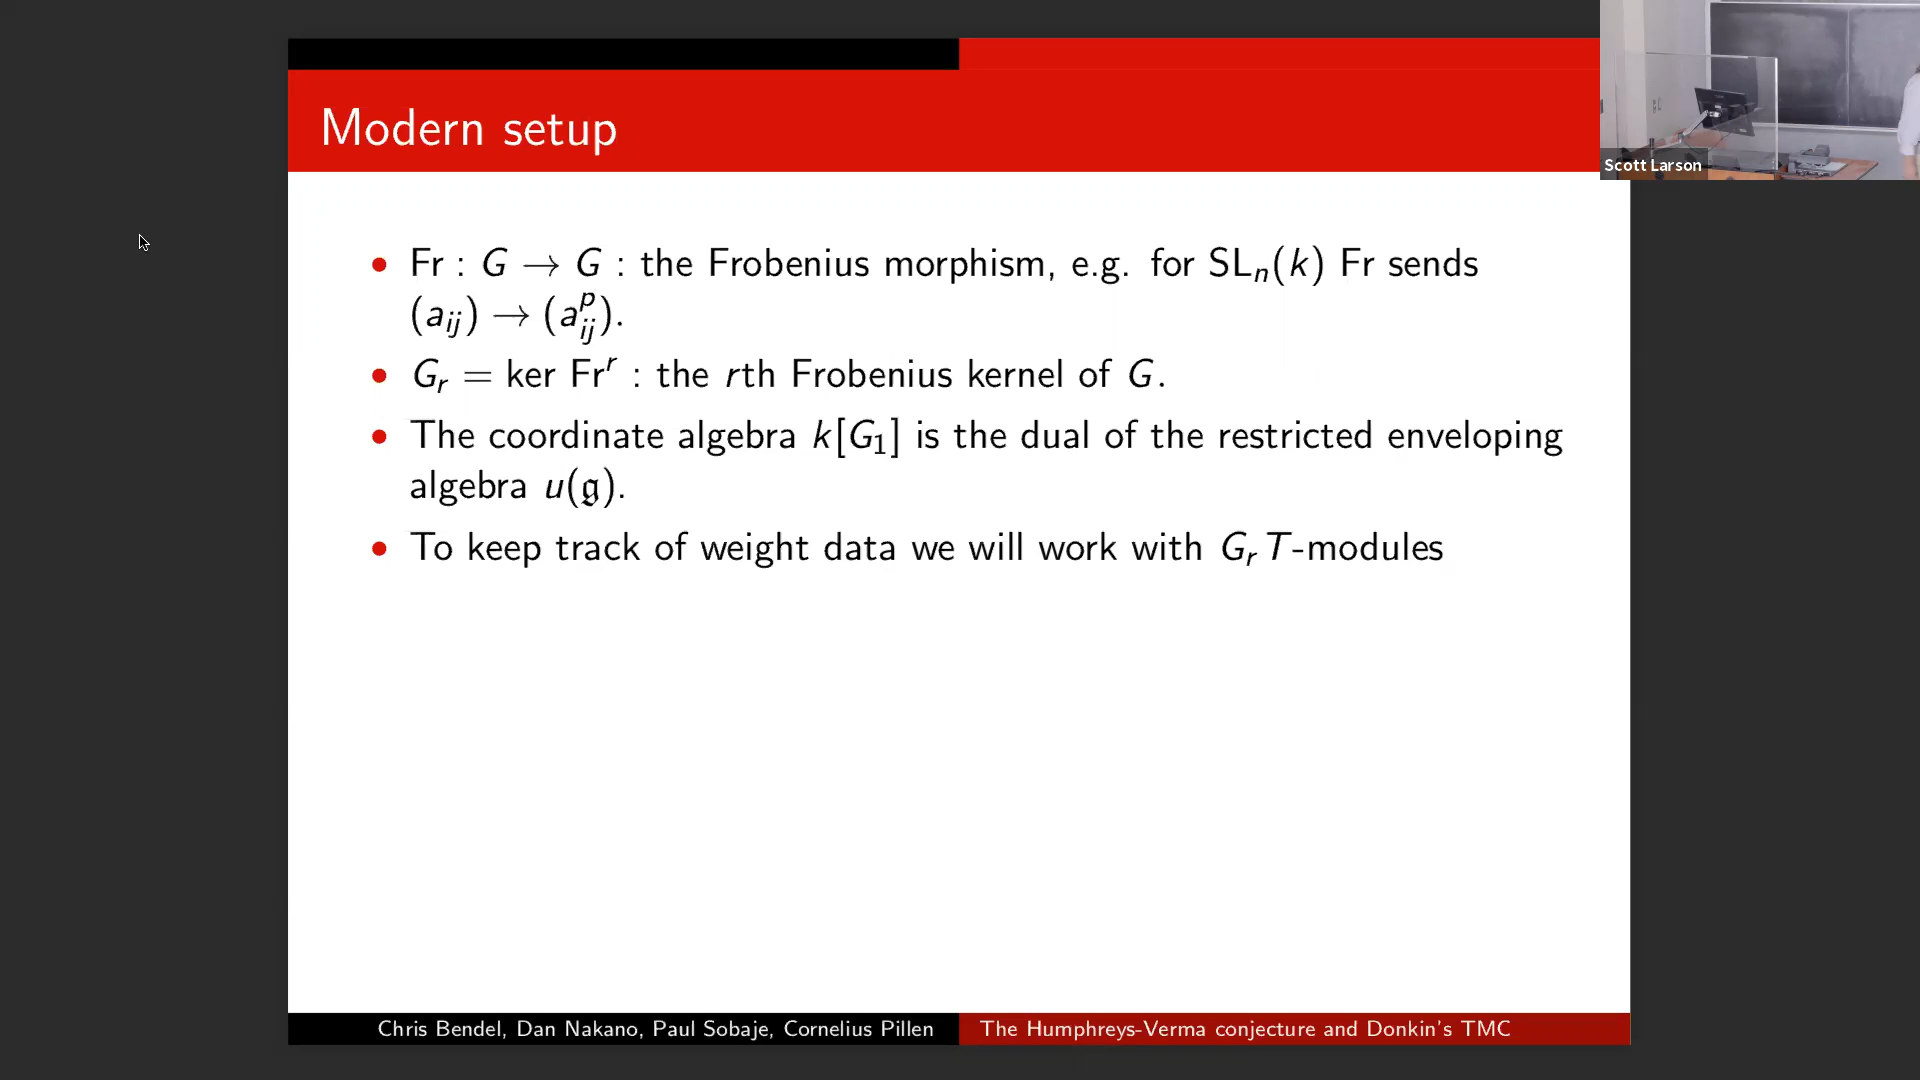 Modern setup
Scott Larson
• Fr : G → G : the Frobenius morphism, e.g. for SLₙ(k) Fr sends
(aᵢⱼ) → (aᵢⱼᵖ).
• Gᵣ = ker Frʳ : the rth Frobenius kernel of G.
• The coordinate algebra k[G₁] is the dual of the restricted enveloping
algebra u(𝔤).
• To keep track of weight data we will work with GᵣT-modules
Chris Bendel, Dan Nakano, Paul Sobaje, Cornelius Pillen
The Humphreys-Verma conjecture and Donkin's TMC